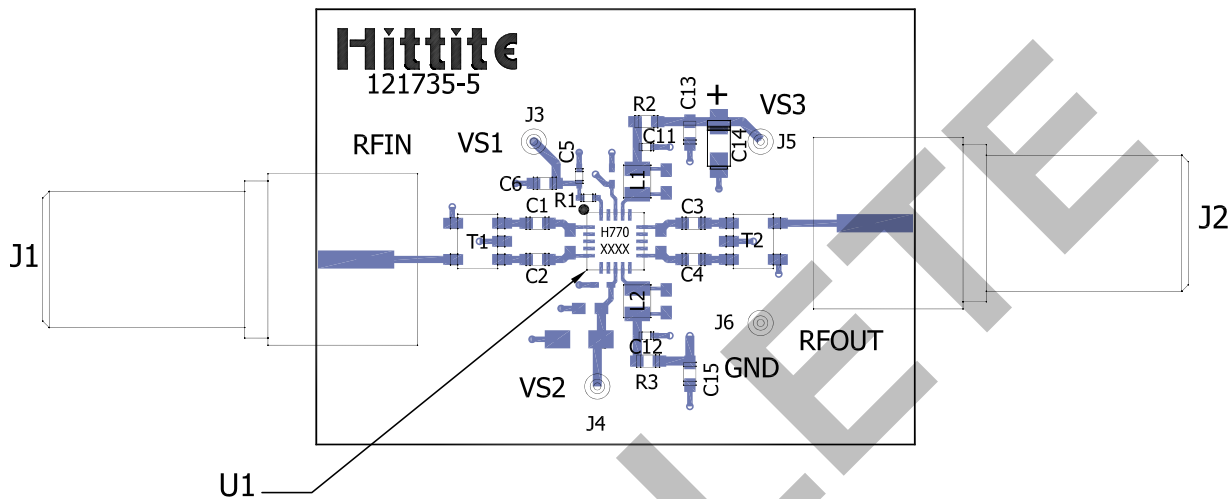 Hittite
121735-5
J3
VS1
RFIN
R2
C13
+
VS3
J5
C11
C14
C5
C6
L1
R1
C1
C3
H770
XXXX
T1
T2
C2
C4
J1
J2
L2
J6
RFOUT
C12
R3
C15
GND
VS2
J4
U1
LETE